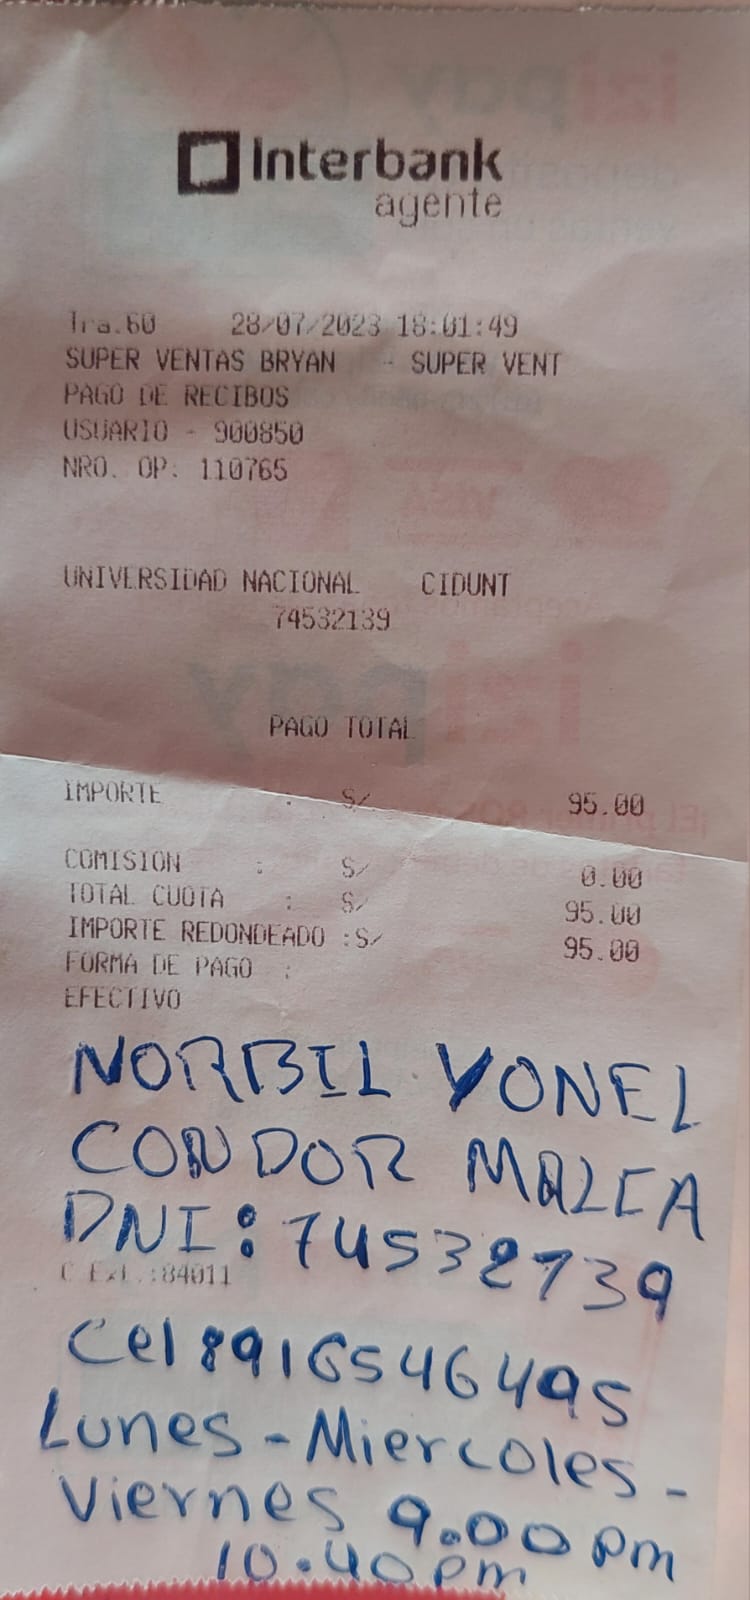 Interbank
agente
Tra.60 28/07/2023 18:01:49
SUPER VENTAS BRYAN - SUPER VENT
PAGO DE RECIBOS
USUARIO - 900850
NRO. OP: 110765
UNIVERSIDAD NACIONAL CIDUNT
74532139
PAGO TOTAL
IMPORTE : S/ 95.00
COMISION : S/ 0.00
TOTAL CUOTA : S/ 95.00
IMPORTE REDONDEADO :S/ 95.00
FORMA DE PAGO :
EFECTIVO
NORBIL YONEL
CONDOR MALCA
DNI: 74532139
C Ext.:84011
Cel: 916546495
Lunes - Miercoles -
Viernes 9.00 pm
10.40 pm